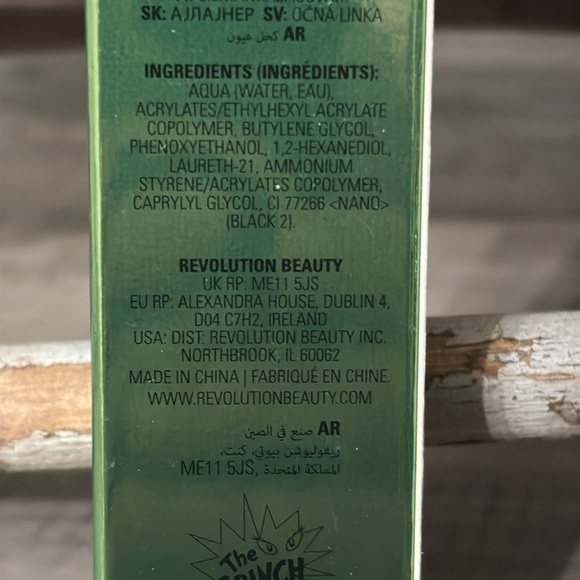 SK: АЈЛАЈНЕР SV: OČNÁ LINKA
AR كحل عيون
INGREDIENTS (INGRÉDIENTS):
AQUA (WATER, EAU),
ACRYLATES/ETHYLHEXYL ACRYLATE
COPOLYMER, BUTYLENE GLYCOL,
PHENOXYETHANOL, 1,2-HEXANEDIOL,
LAURETH-21, AMMONIUM
STYRENE/ACRYLATES COPOLYMER,
CAPRYLYL GLYCOL, CI 77266 <NANO>
(BLACK 2).
REVOLUTION BEAUTY
UK RP: ME11 5JS
EU RP: ALEXANDRA HOUSE, DUBLIN 4,
D04 C7H2, IRELAND
USA: DIST: REVOLUTION BEAUTY INC.
NORTHBROOK, IL 60062
MADE IN CHINA | FABRIQUÉ EN CHINE.
WWW.REVOLUTIONBEAUTY.COM
AR صنع في الصين
ريفوليوشن بيوتي، كنت،
المملكة المتحدة, ME11 5JS
The
GRINCH